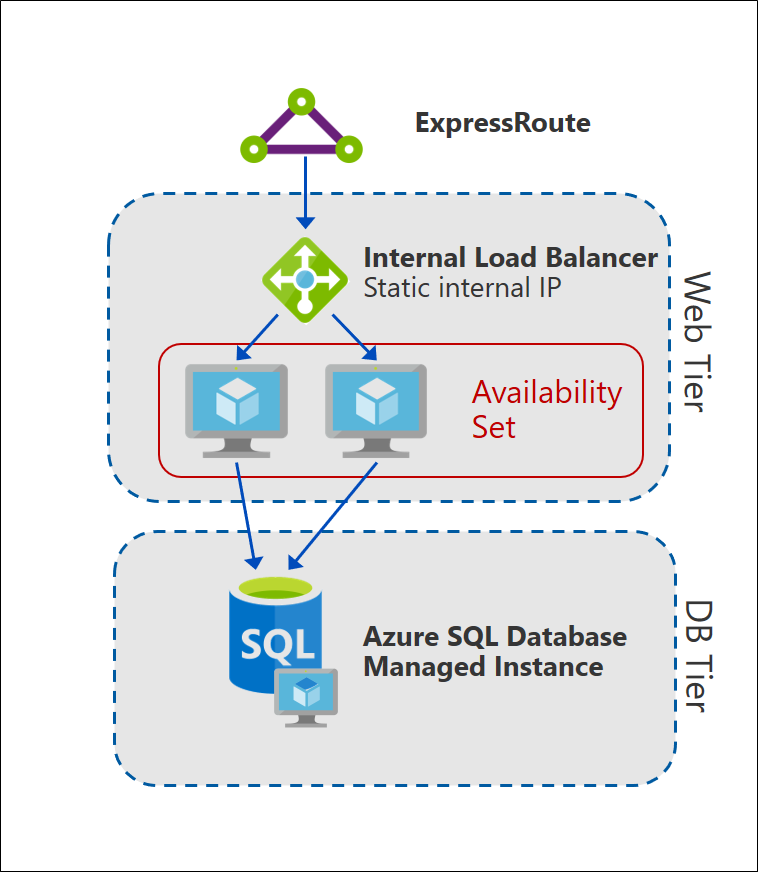 ExpressRoute
Internal Load Balancer
Static internal IP
Web Tier
Availability
Set
SQL
Azure SQL Database
Managed Instance
DB Tier